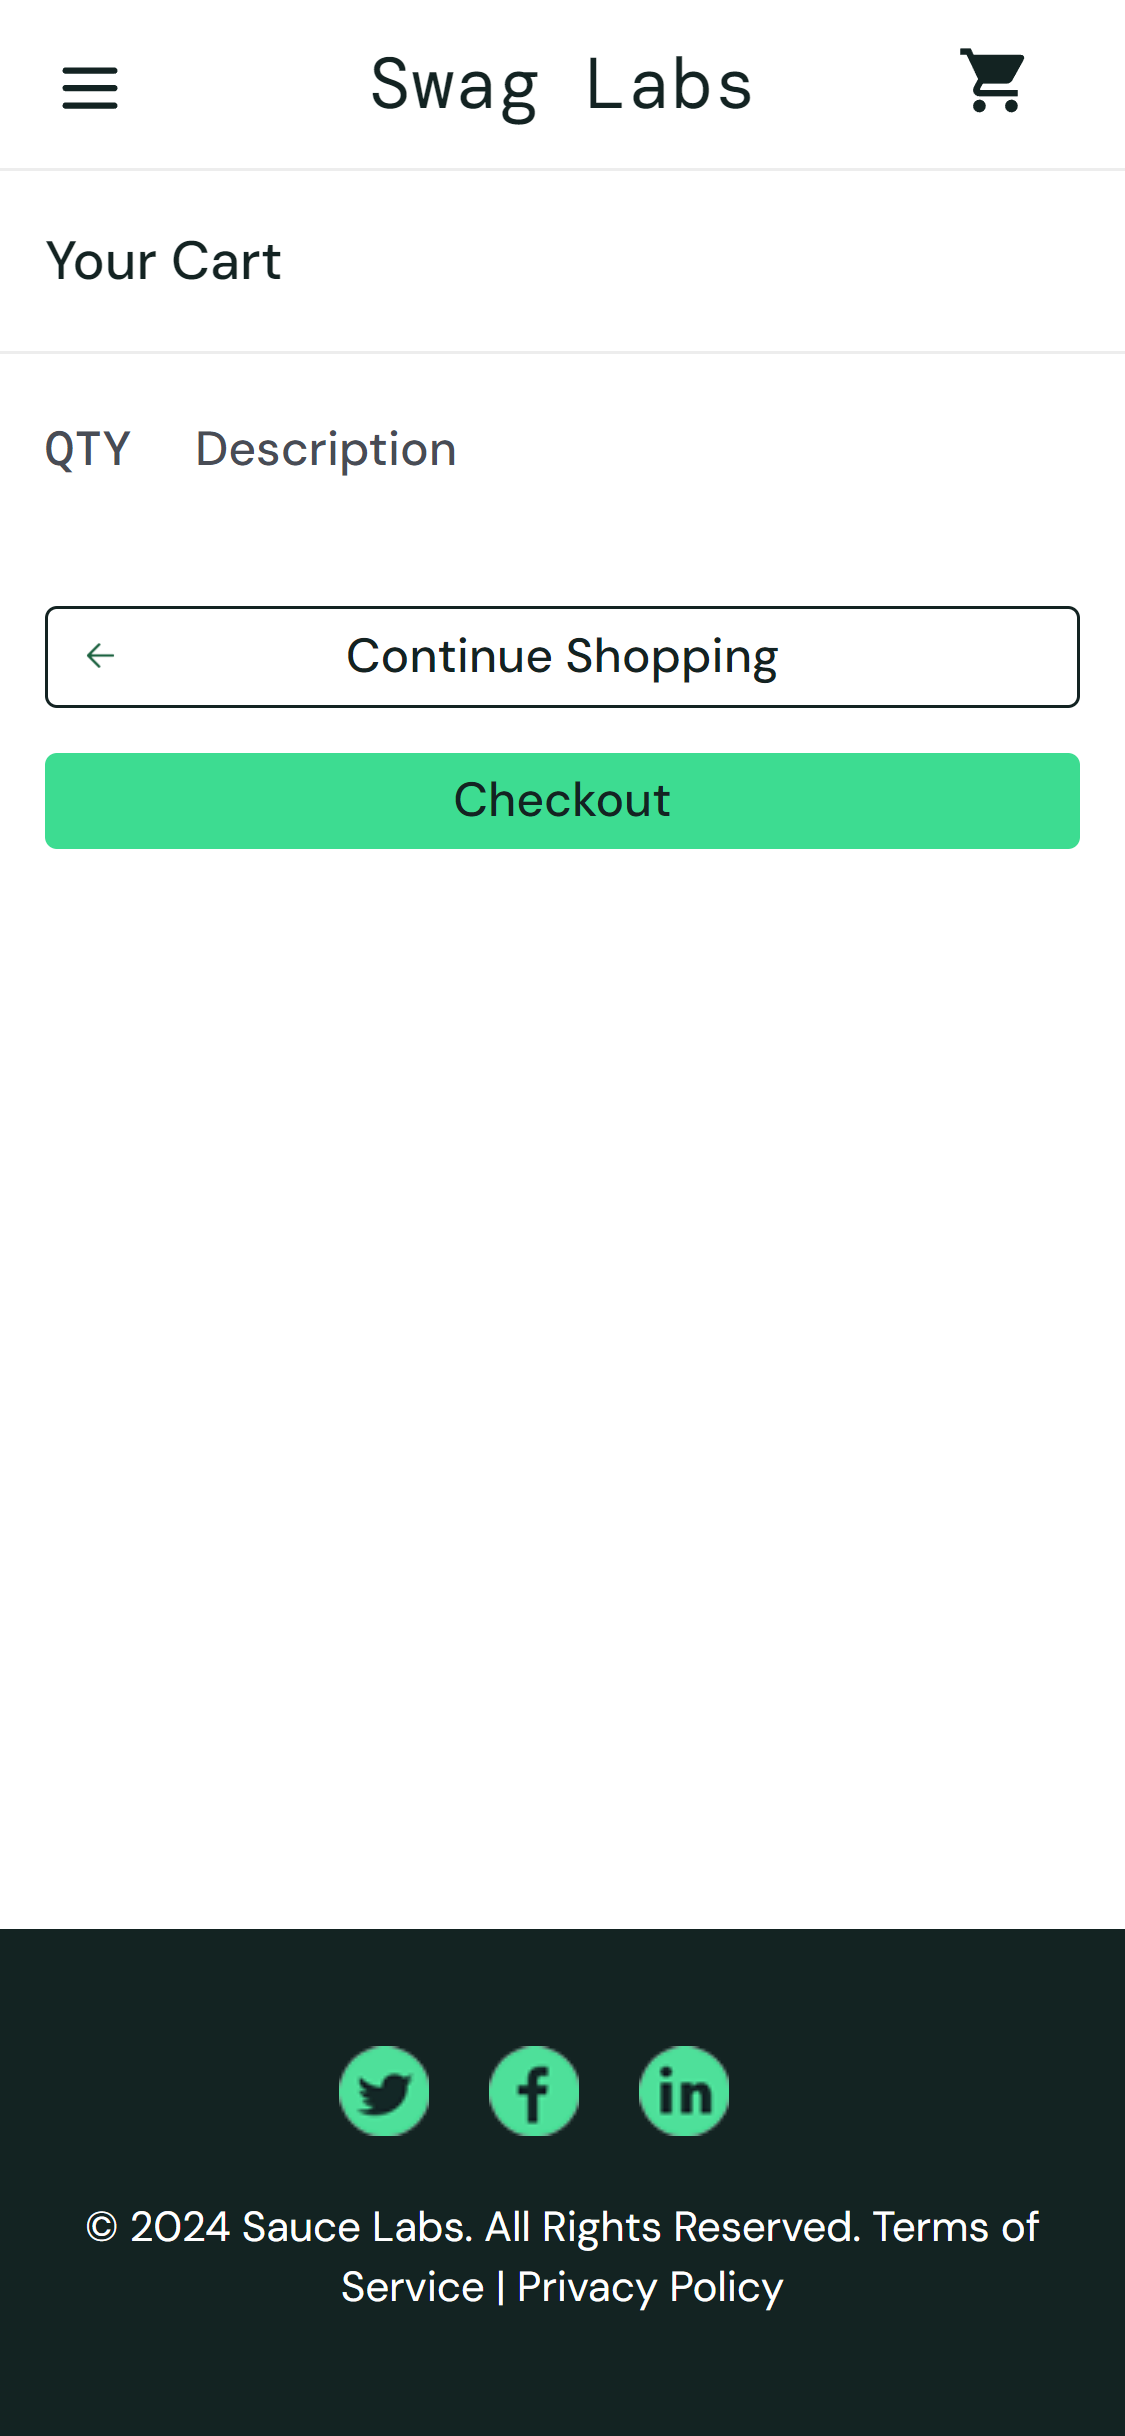 Swag Labs
Your Cart
QTY Description
Continue Shopping
Checkout
© 2024 Sauce Labs. All Rights Reserved. Terms of
Service | Privacy Policy